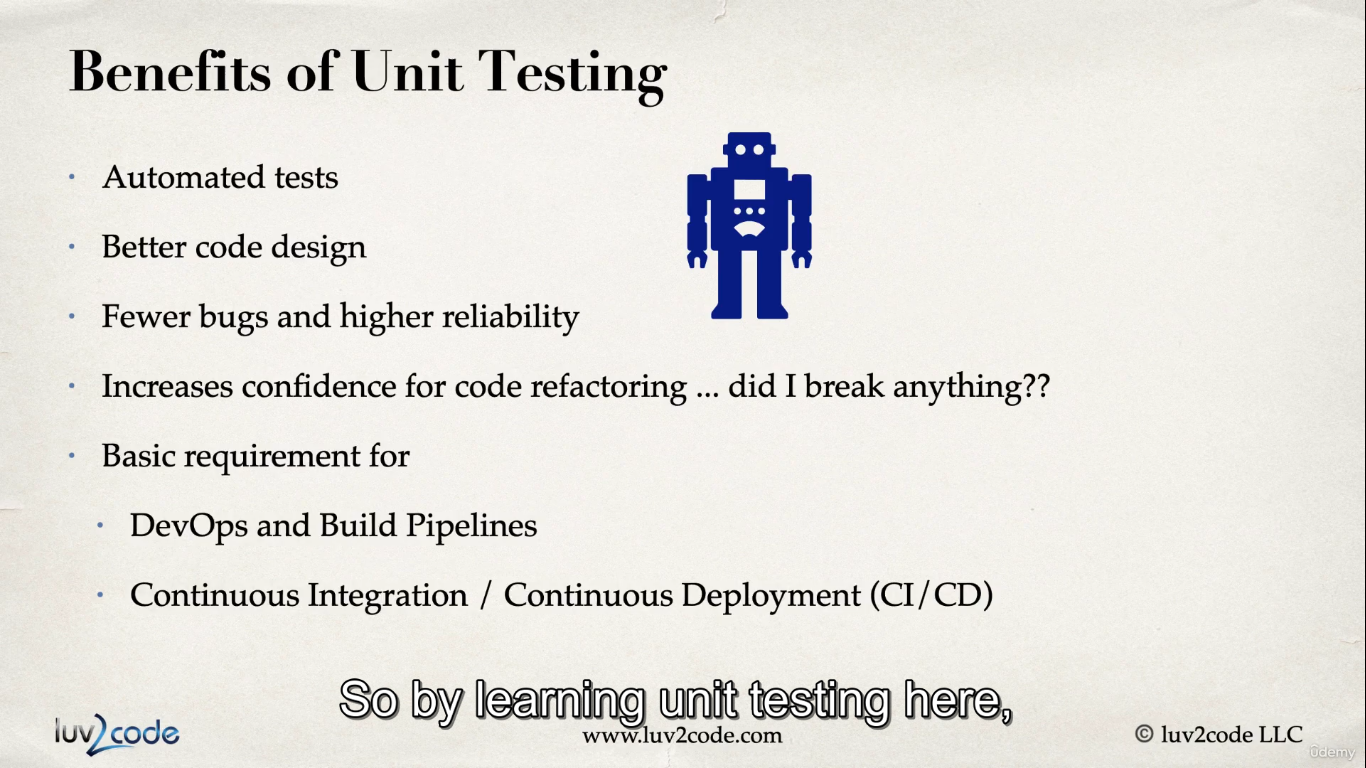 Benefits of Unit Testing
Automated tests
Better code design
Fewer bugs and higher reliability
Increases confidence for code refactoring ... did I break anything??
Basic requirement for
DevOps and Build Pipelines
Continuous Integration / Continuous Deployment (CI/CD)
So by learning unit testing here,
luv2code
www.luv2code.com
© luv2code LLC
ûdemy